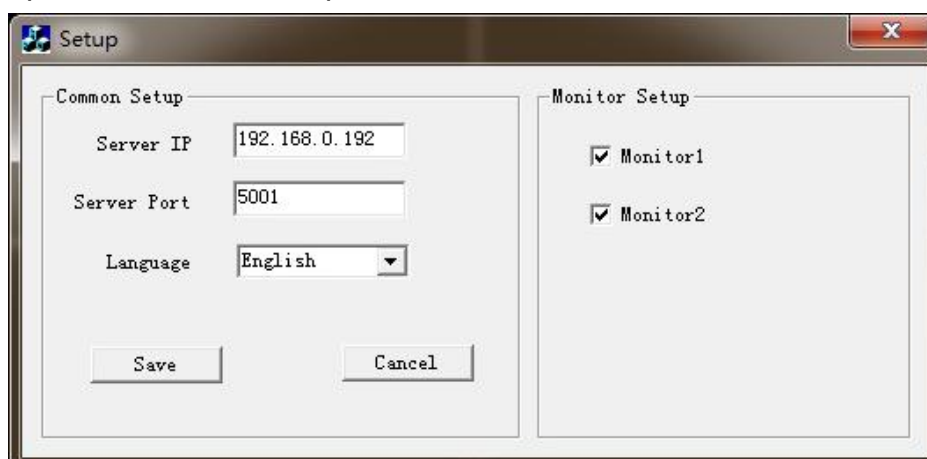 Setup
Common Setup
Server IP
192.168.0.192
Server Port
5001
Language
English
Save
Cancel
Monitor Setup
Monitor1
Monitor2